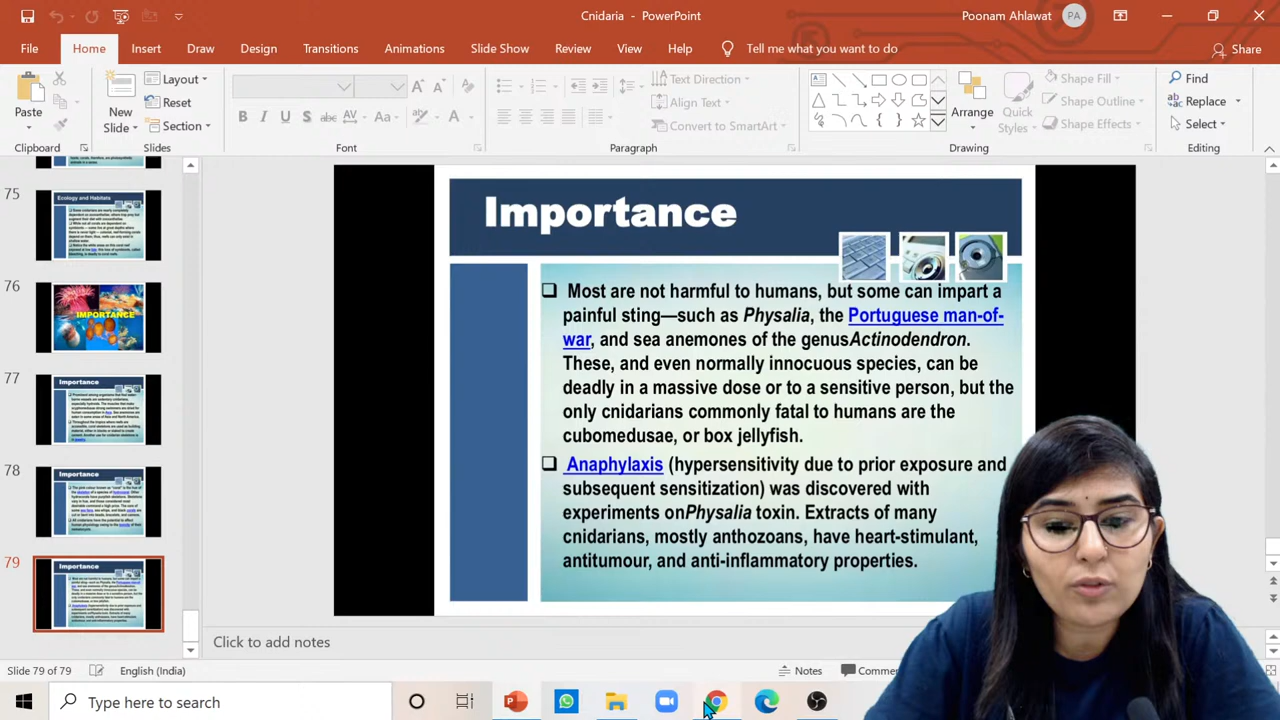 Cnidaria - PowerPoint
Poonam Ahlawat
PA
File
Home
Insert
Draw
Design
Transitions
Animations
Slide Show
Review
View
Help
Tell me what you want to do
Share
Paste
Clipboard
New
Slide
Layout
Reset
Section
Slides
Font
Text Direction
Align Text
Convert to SmartArt
Paragraph
Arrange
Quick
Styles
Shape Fill
Shape Outline
Shape Effects
Drawing
Find
Replace
Select
Editing
75
Ecology and Habitats
76
IMPORTANCE
77
Importance
78
Importance
79
Importance
Importance
Most are not harmful to humans, but some can impart a
painful sting—such as Physalia, the Portuguese man-of-
war, and sea anemones of the genusActinodendron.
These, and even normally innocuous species, can be
deadly in a massive dose or to a sensitive person, but the
only cnidarians commonly fatal to humans are the
cubomedusae, or box jellyfish.
Anaphylaxis (hypersensitivity due to prior exposure and
subsequent sensitization) was discovered with
experiments onPhysalia toxin. Extracts of many
cnidarians, mostly anthozoans, have heart-stimulant,
antitumour, and anti-inflammatory properties.
Click to add notes
Slide 79 of 79
English (India)
Notes
Type here to search